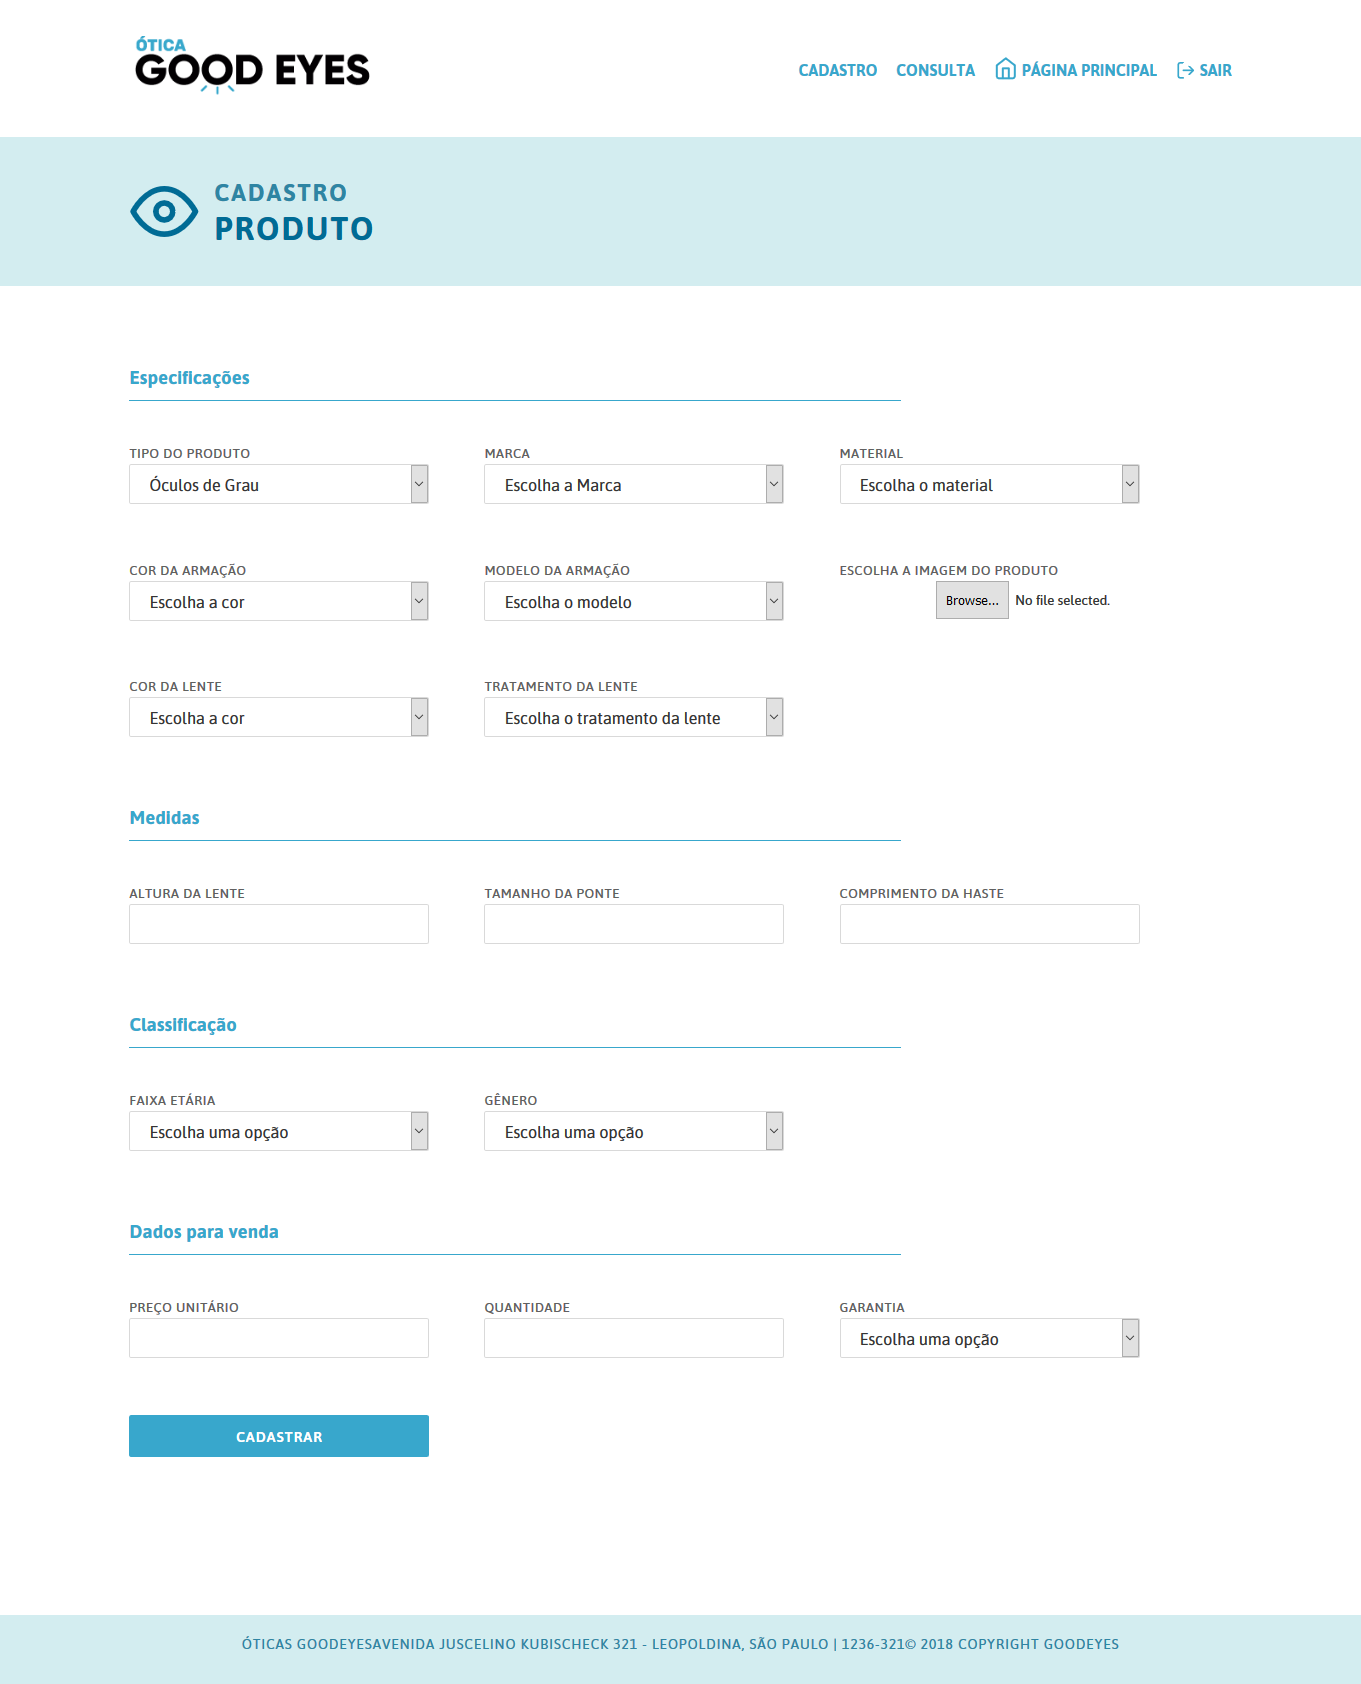 ÓTICA
GOOD EYES
CADASTRO CONSULTA PÁGINA PRINCIPAL SAIR
CADASTRO
PRODUTO
Especificações
TIPO DO PRODUTO MARCA MATERIAL
Óculos de Grau Escolha a Marca Escolha o material
COR DA ARMAÇÃO MODELO DA ARMAÇÃO ESCOLHA A IMAGEM DO PRODUTO
Escolha a cor Escolha o modelo Browse... No file selected.
COR DA LENTE TRATAMENTO DA LENTE
Escolha a cor Escolha o tratamento da lente
Medidas
ALTURA DA LENTE TAMANHO DA PONTE COMPRIMENTO DA HASTE
Classificação
FAIXA ETÁRIA GÊNERO
Escolha uma opção Escolha uma opção
Dados para venda
PREÇO UNITÁRIO QUANTIDADE GARANTIA
Escolha uma opção
CADASTRAR
ÓTICAS GOODEYESAVENIDA JUSCELINO KUBISCHECK 321 - LEOPOLDINA, SÃO PAULO | 1236-321© 2018 COPYRIGHT GOODEYES